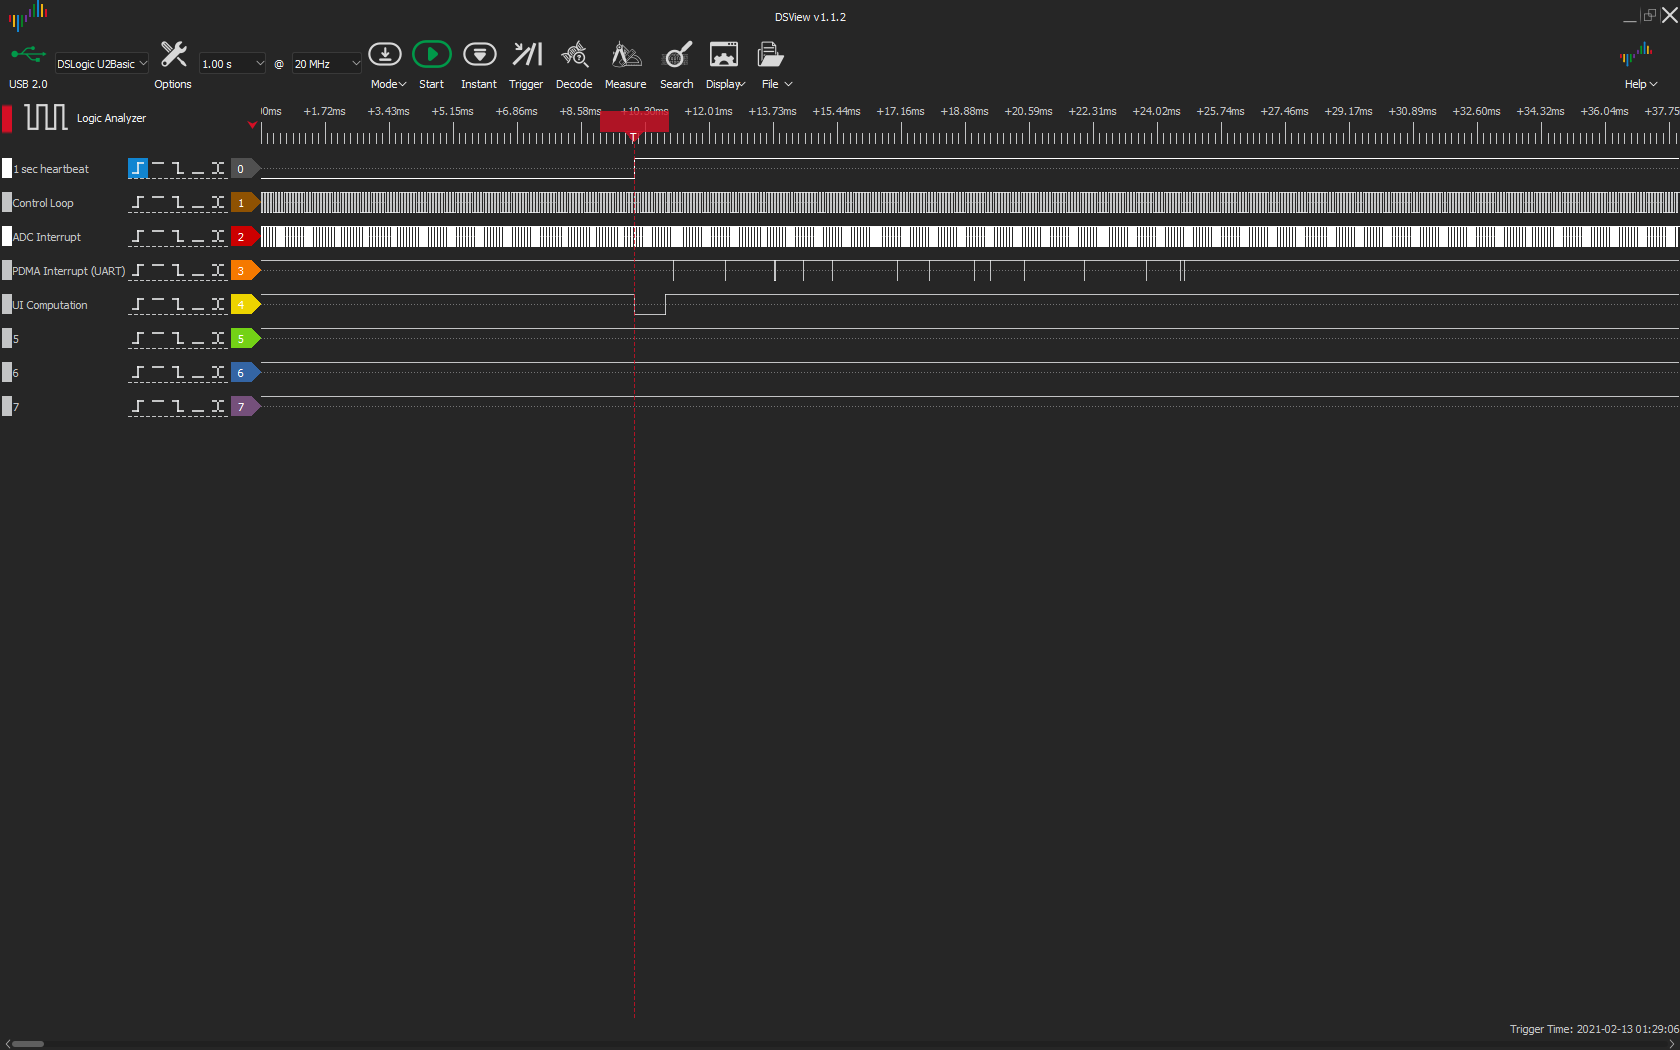 DSView v1.1.2
USB 2.0
DSLogic U2Basic
Options
1.00 s
@
20 MHz
Mode
Start
Instant
Trigger
Decode
Measure
Search
Display
File
Help
Logic Analyzer
0ms +1.72ms +3.43ms +5.15ms +6.86ms +8.58ms +10.30ms +12.01ms +13.73ms +15.44ms +17.16ms +18.88ms +20.59ms +22.31ms +24.02ms +25.74ms +27.46ms +29.17ms +30.89ms +32.60ms +34.32ms +36.04ms +37.75
T
1 sec heartbeat 0
Control Loop 1
ADC Interrupt 2
PDMA Interrupt (UART) 3
UI Computation 4
5 5
6 6
7 7
Trigger Time: 2021-02-13 01:29:06